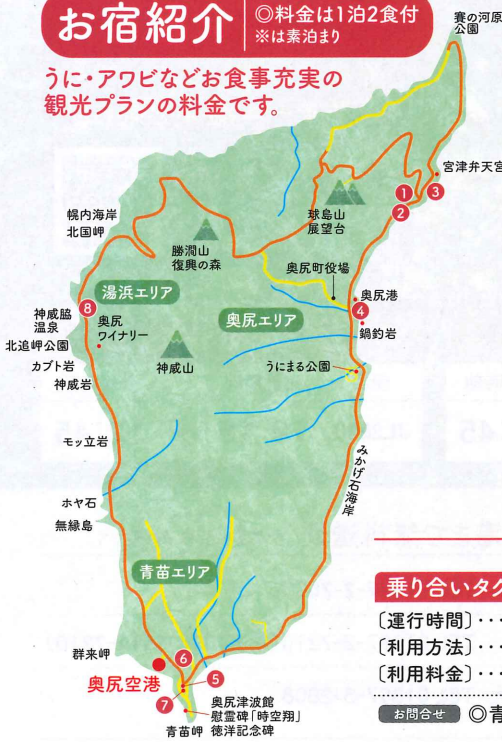 お宿紹介
◎料金は1泊2食付
※は素泊まり
うに・アワビなどお食事充実の
観光プランの料金です。
賽の河原
公園
宮津弁天宮
1
3
2
球島山
展望台
幌内海岸
北国岬
勝澗山
復興の森
奥尻町役場
湯浜エリア
奥尻港
8
神威脇
温泉
奥尻
ワイナリー
奥尻エリア
4
鍋釣岩
北追岬公園
カブト岩
神威岩
神威山
うにまる公園
モッ立岩
みかげ石海岸
ホヤ石
無縁島
青苗エリア
乗り合いタク
〔運行時間〕・・・
〔利用方法〕・・・
〔利用料金〕・・・
お問合せ ◎青
群来岬
6
奥尻空港
5
7
奥尻津波館
慰霊碑「時空翔」
徳洋記念碑
青苗岬